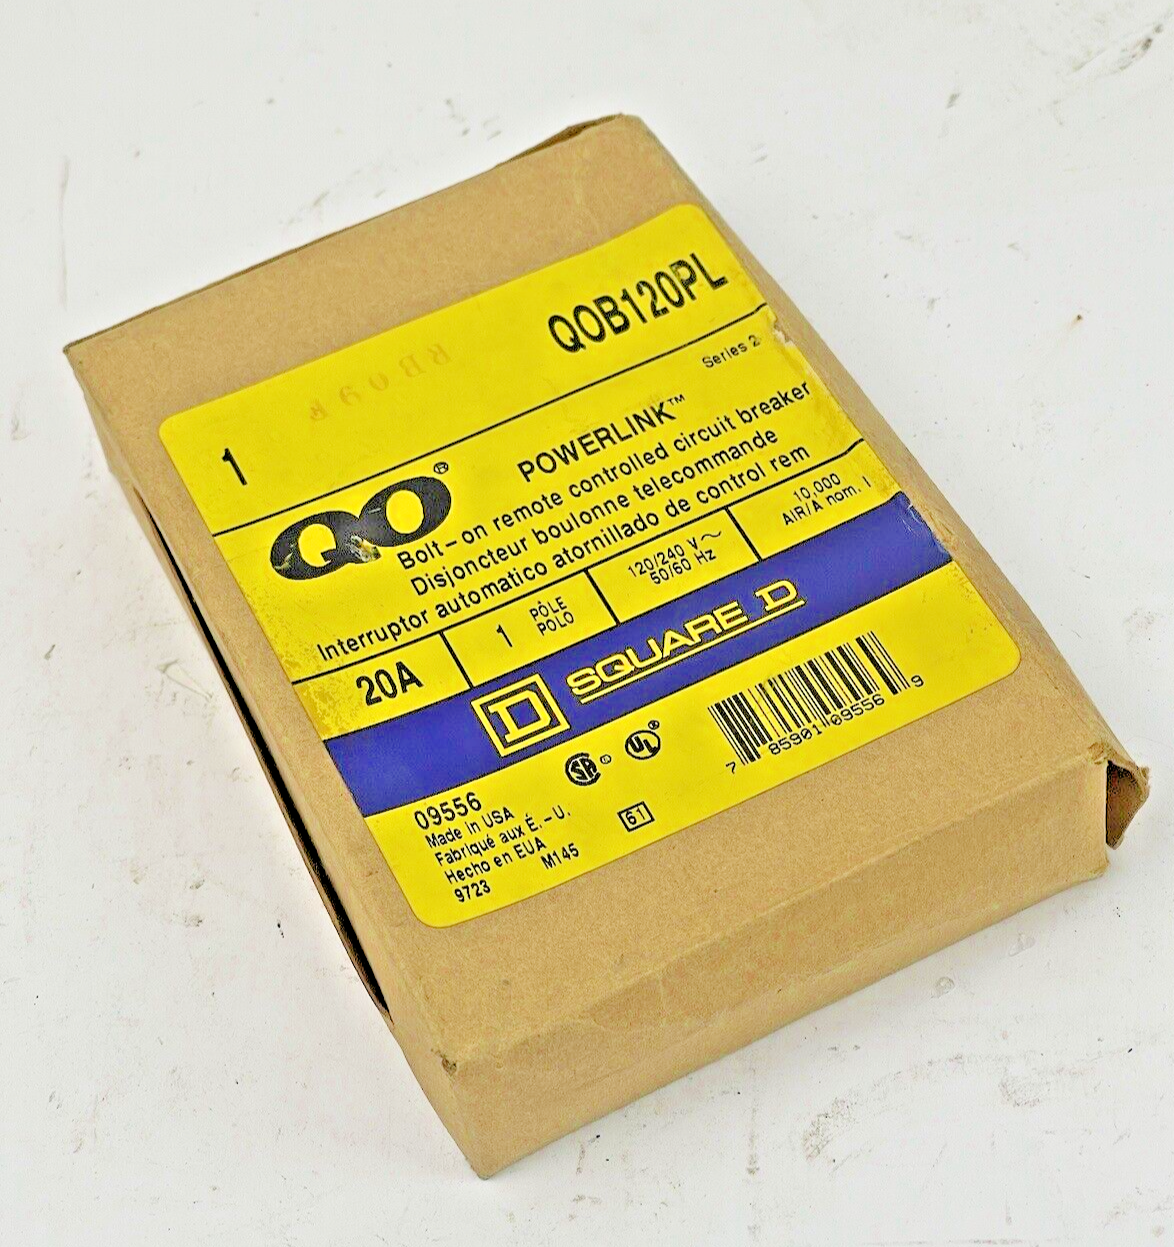 QOB120PL
1
Series 2
QO®
POWERLINK™
Bolt-on remote controlled circuit breaker
Disjoncteur boulonne telecommande
Interruptor automatico atornillado de control rem
20A
1 PÔLE
POLO
120/240 V~
50/60 Hz
10,000
AIR/A nom. I
D SQUARE D
SA ® UL ®
7 85901 09556 9
09556
Made in USA
Fabriqué aux É.-U.
Hecho en EUA
9723 M145
61